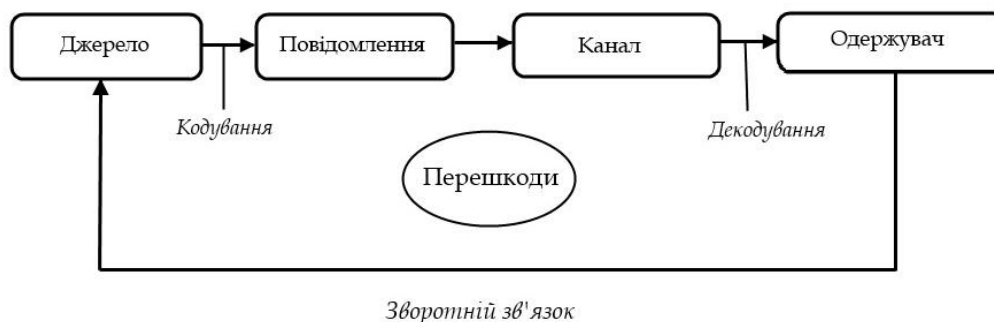 Джерело
Повідомлення
Канал
Одержувач
Кодування
Декодування
Перешкоди
Зворотній зв'язок